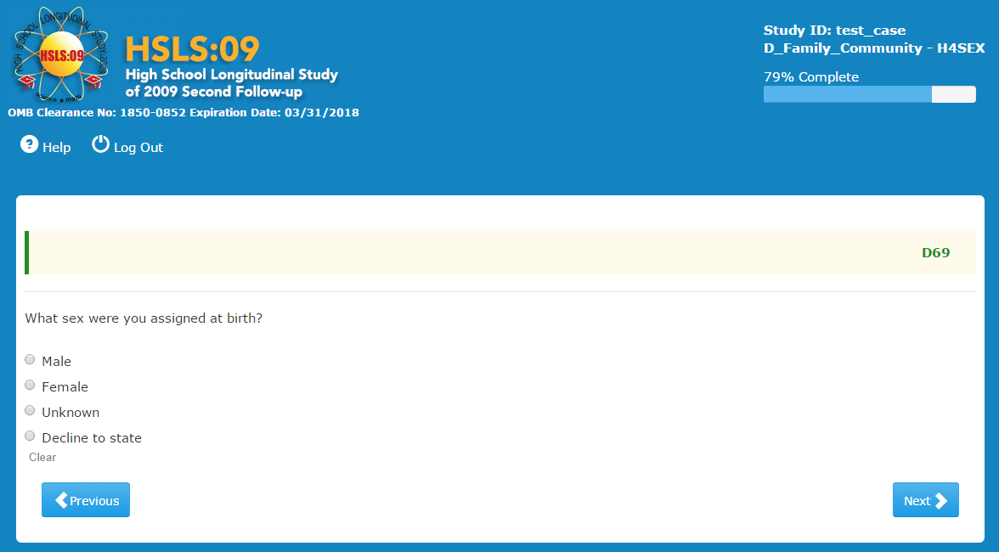 HIGH SCHOOL LONGITUDINAL STUDY:2009
HSLS:09
science ★ math
HSLS:09
High School Longitudinal Study
of 2009 Second Follow-up
OMB Clearance No: 1850-0852 Expiration Date: 03/31/2018
Study ID: test_case
D_Family_Community - H4SEX
79% Complete
? Help
Log Out
D69
What sex were you assigned at birth?
Male
Female
Unknown
Decline to state
Clear
Previous
Next